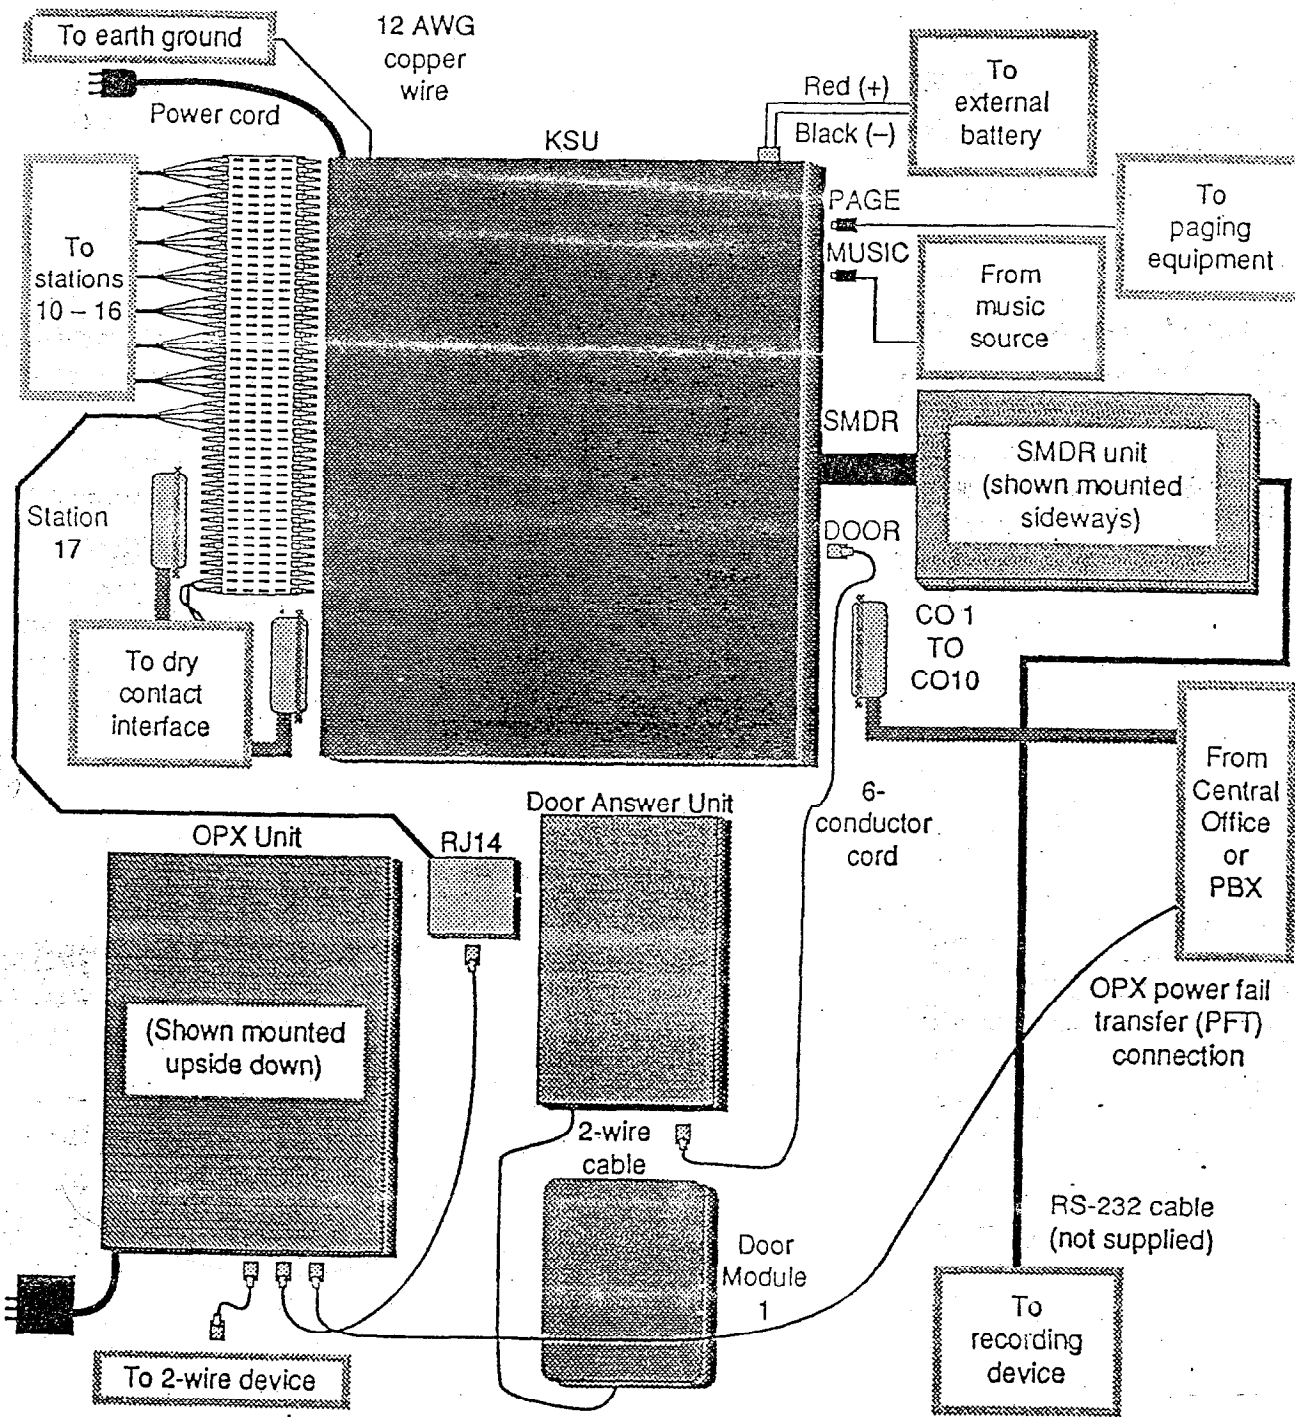 To earth ground
12 AWG
copper
wire
Power cord
KSU
Red (+)
Black (–)
To
external
battery
PAGE
To
paging
equipment
MUSIC
From
music
source
To
stations
10 – 16
SMDR
SMDR unit
(shown mounted
sideways)
Station
17
DOOR
CO 1
TO
CO10
To dry
contact
interface
From
Central
Office
or
PBX
6-
conductor
cord
Door Answer Unit
OPX Unit
RJ14
(Shown mounted
upside down)
OPX power fail
transfer (PFT)
connection
2-wire
cable
Door
Module
1
RS-232 cable
(not supplied)
To
recording
device
To 2-wire device